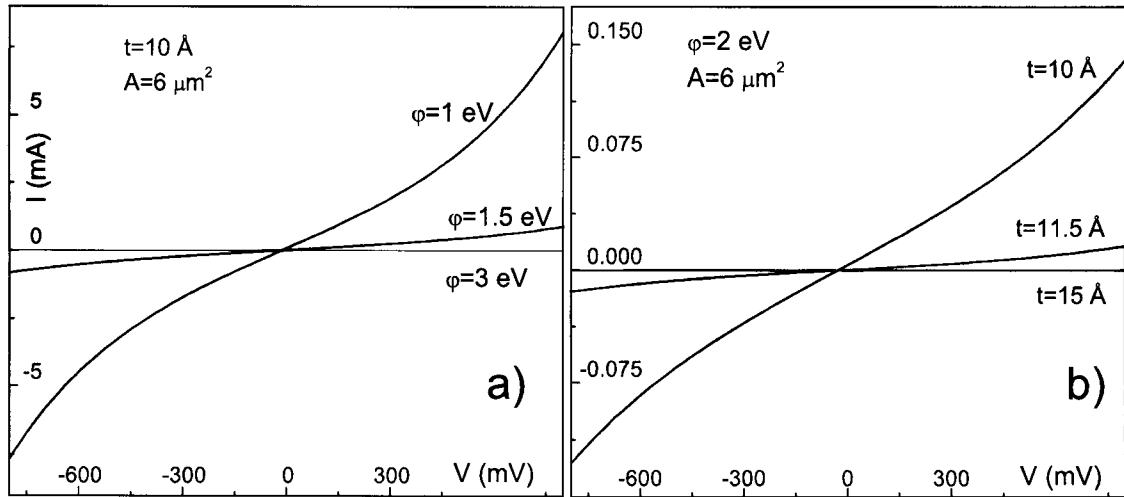 t=10 Å
A=6 μm²
φ=1 eV
φ=1.5 eV
φ=3 eV
5
0
-5
I (mA)
-600
-300
0
300
V (mV)
a)
φ=2 eV
A=6 μm²
t=10 Å
t=11.5 Å
t=15 Å
0.150
0.075
0.000
-0.075
-600
-300
0
300
V (mV)
b)